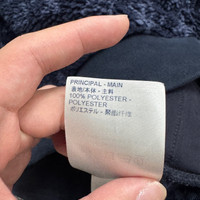 PRINCIPAL - MAIN
表地/本体・主料
100% POLYESTER -
POLYESTER
ポリエステル - 聚酯纤维